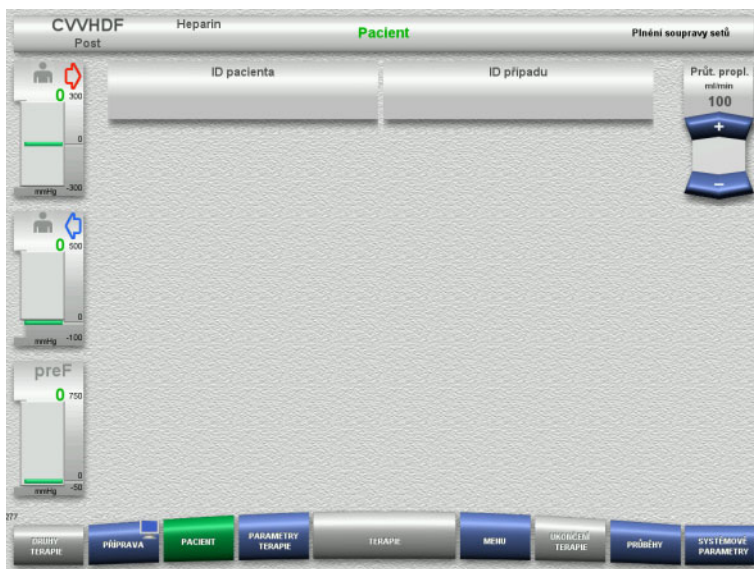 CVVHDF
Post
Heparin
Pacient
Plnění soupravy setů
0
300
0
-300
mmHg
ID pacienta
ID případu
Průt. propl.
ml/min
100
+
−
0
500
0
-100
mmHg
preF
0
750
0
-50
mmHg
277
DRUHY
TERAPIE
PŘÍPRAVA
PACIENT
PARAMETRY
TERAPIE
TERAPIE
MENU
UKONČENÍ
TERAPIE
PRŮBĚHY
SYSTÉMOVÉ
PARAMETRY